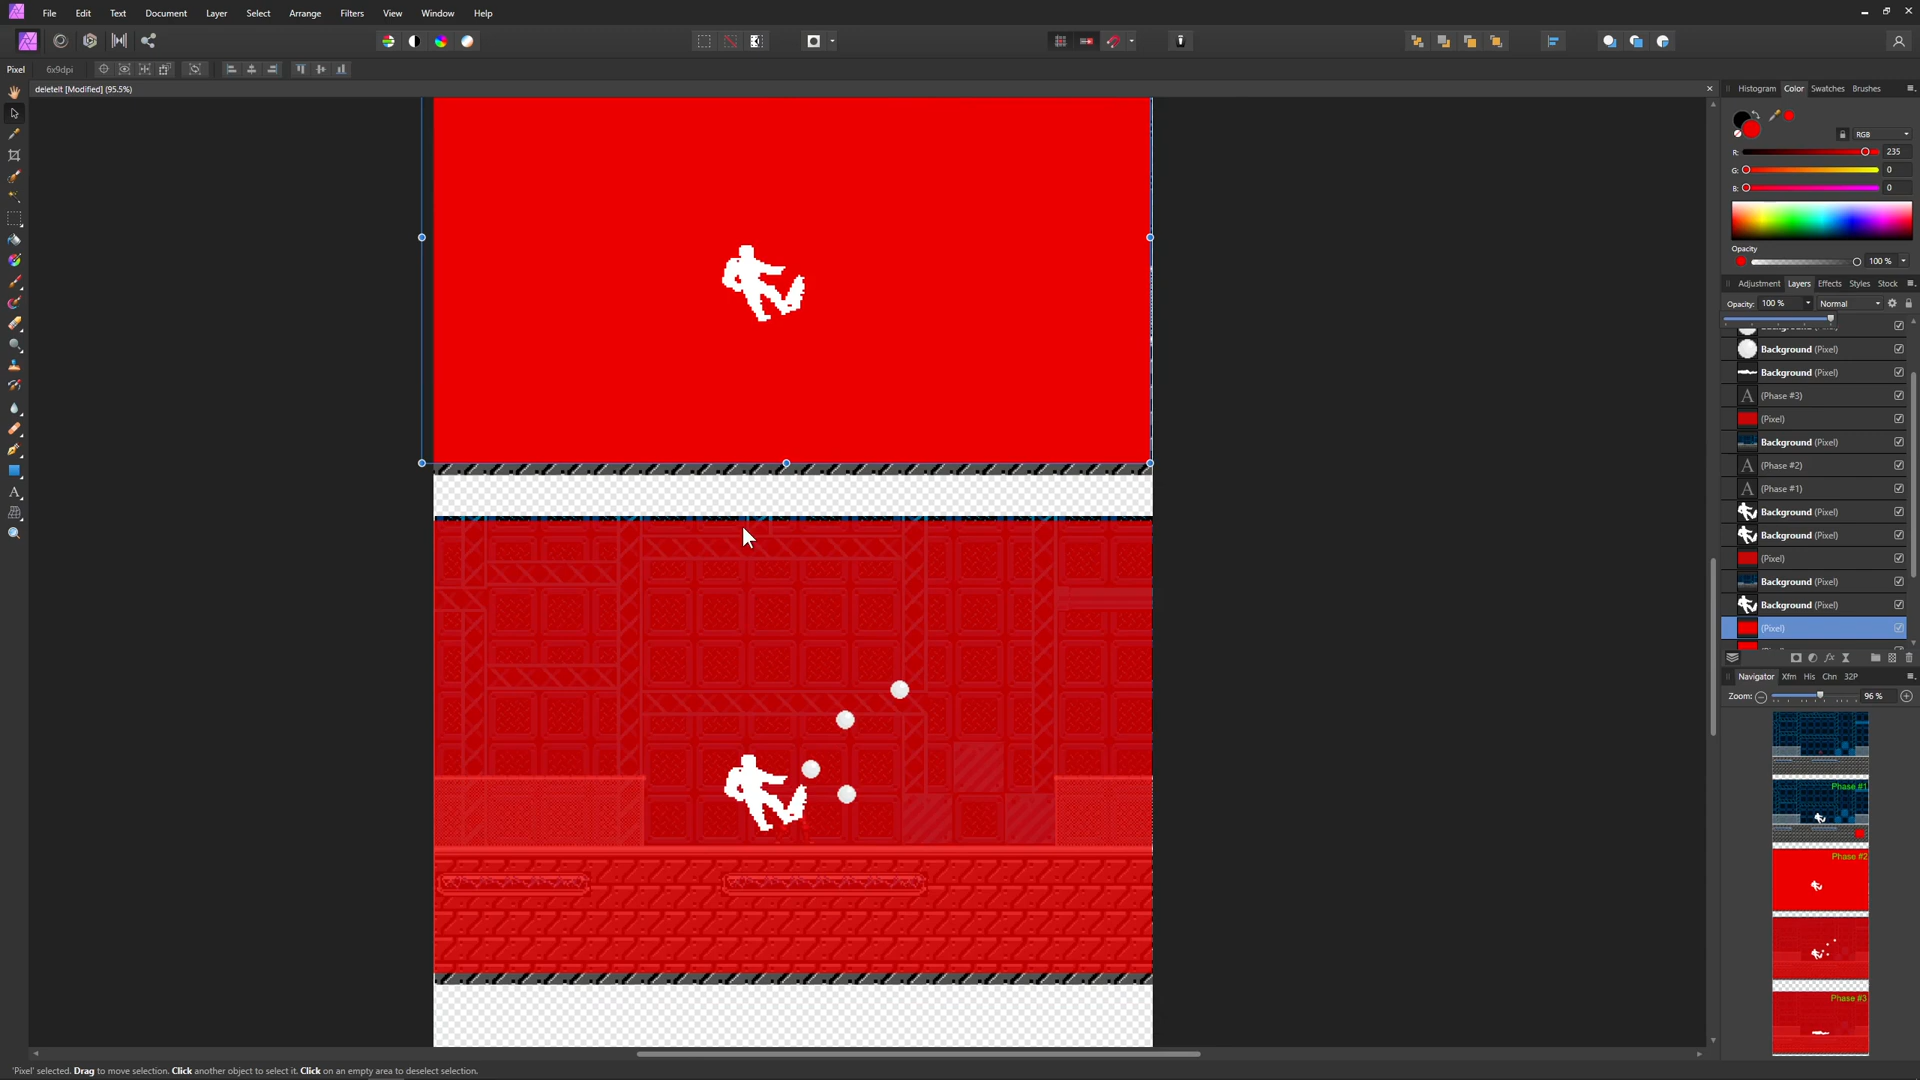 File Edit Text Document Layer Select Arrange Filters View Window Help
Pixel 6x9dpi
deleteIt [Modified] (95.5%)
Histogram Color Swatches Brushes
RGB
R: 235
G: 0
B: 0
Opacity
100 %
Adjustment Layers Effects Styles Stock
Opacity: 100 % Normal
Background (Pixel)
Background (Pixel)
(Phase #3)
(Pixel)
Background (Pixel)
(Phase #2)
(Phase #1)
Background (Pixel)
Background (Pixel)
(Pixel)
Background (Pixel)
Background (Pixel)
(Pixel)
Navigator Xfm His Chn 32P
Zoom: 96 %
Phase #1
Phase #2
Phase #3
'Pixel' selected. Drag to move selection. Click another object to select it. Click on an empty area to deselect selection.